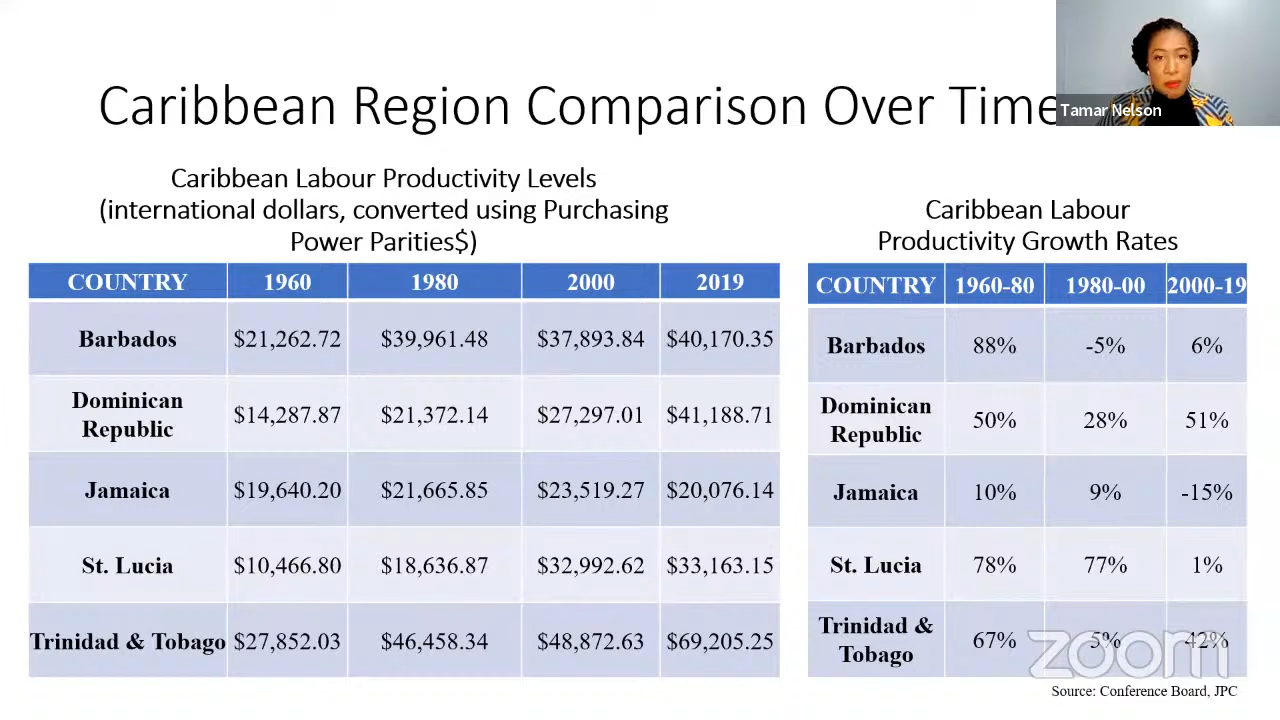 Caribbean Region Comparison Over Time
Tamar Nelson
Caribbean Labour Productivity Levels
(international dollars, converted using Purchasing
Power Parities$)
COUNTRY 1960 1980 2000 2019
Barbados $21,262.72 $39,961.48 $37,893.84 $40,170.35
Dominican
Republic $14,287.87 $21,372.14 $27,297.01 $41,188.71
Jamaica $19,640.20 $21,665.85 $23,519.27 $20,076.14
St. Lucia $10,466.80 $18,636.87 $32,992.62 $33,163.15
Trinidad & Tobago $27,852.03 $46,458.34 $48,872.63 $69,205.25
Caribbean Labour
Productivity Growth Rates
COUNTRY 1960-80 1980-00 2000-19
Barbados 88% -5% 6%
Dominican
Republic 50% 28% 51%
Jamaica 10% 9% -15%
St. Lucia 78% 77% 1%
Trinidad &
Tobago 67% 5% 42%
zoom
Source: Conference Board, JPC